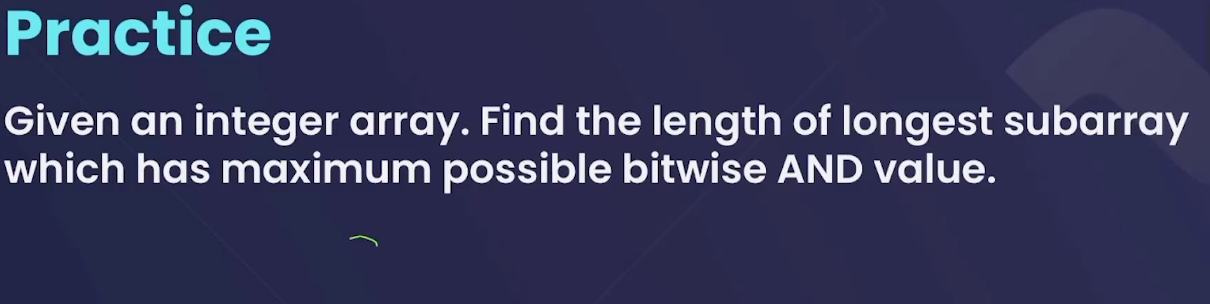 Practice
Given an integer array. Find the length of longest subarray
which has maximum possible bitwise AND value.